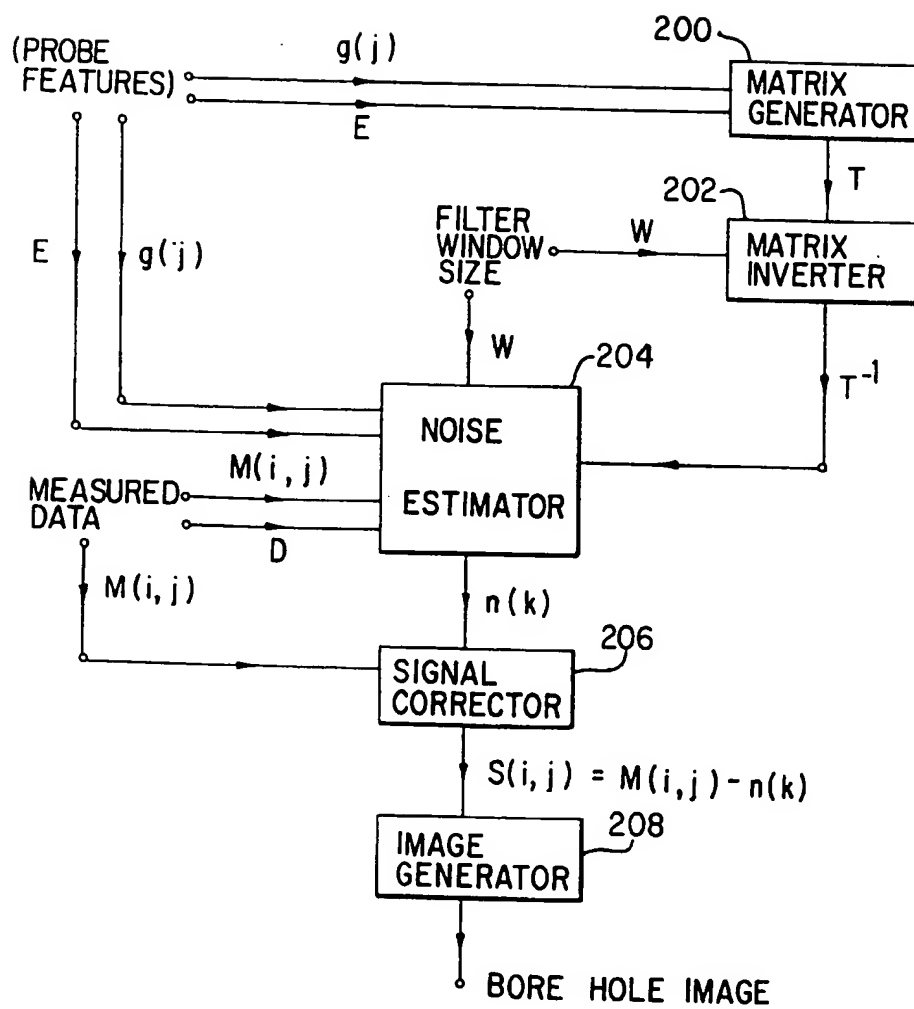 (PROBE
FEATURES)
g(j)
E
200
MATRIX
GENERATOR
T
202
FILTER
WINDOW
SIZE
W
MATRIX
INVERTER
E
g(j)
W
204
T⁻¹
NOISE
ESTIMATOR
M(i,j)
MEASURED
DATA
D
M(i,j)
n(k)
206
SIGNAL
CORRECTOR
S(i,j) = M(i,j)-n(k)
208
IMAGE
GENERATOR
BORE HOLE IMAGE